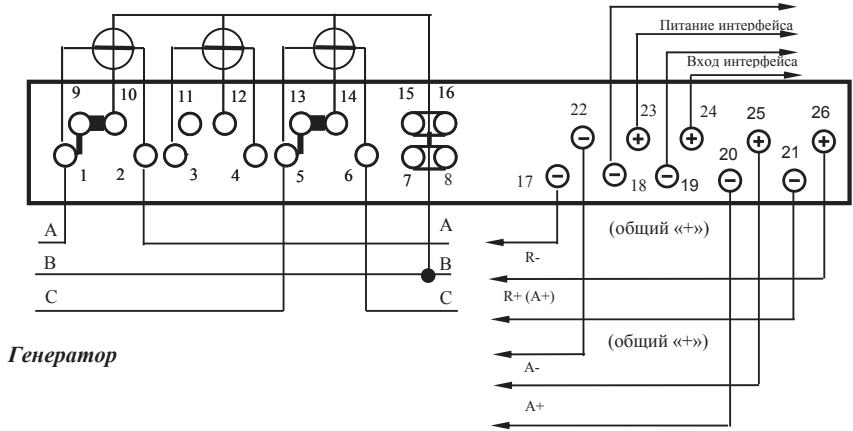 Питание интерфейса
Вход интерфейса
9 10 11 12 13 14 15 16
22 23 24 25 26
1 2 3 4 5 6 7 8
17 18 19 20 21
A A
B B
C C
(общий «+»)
R-
R+ (A+)
(общий «+»)
Генератор
A-
A+